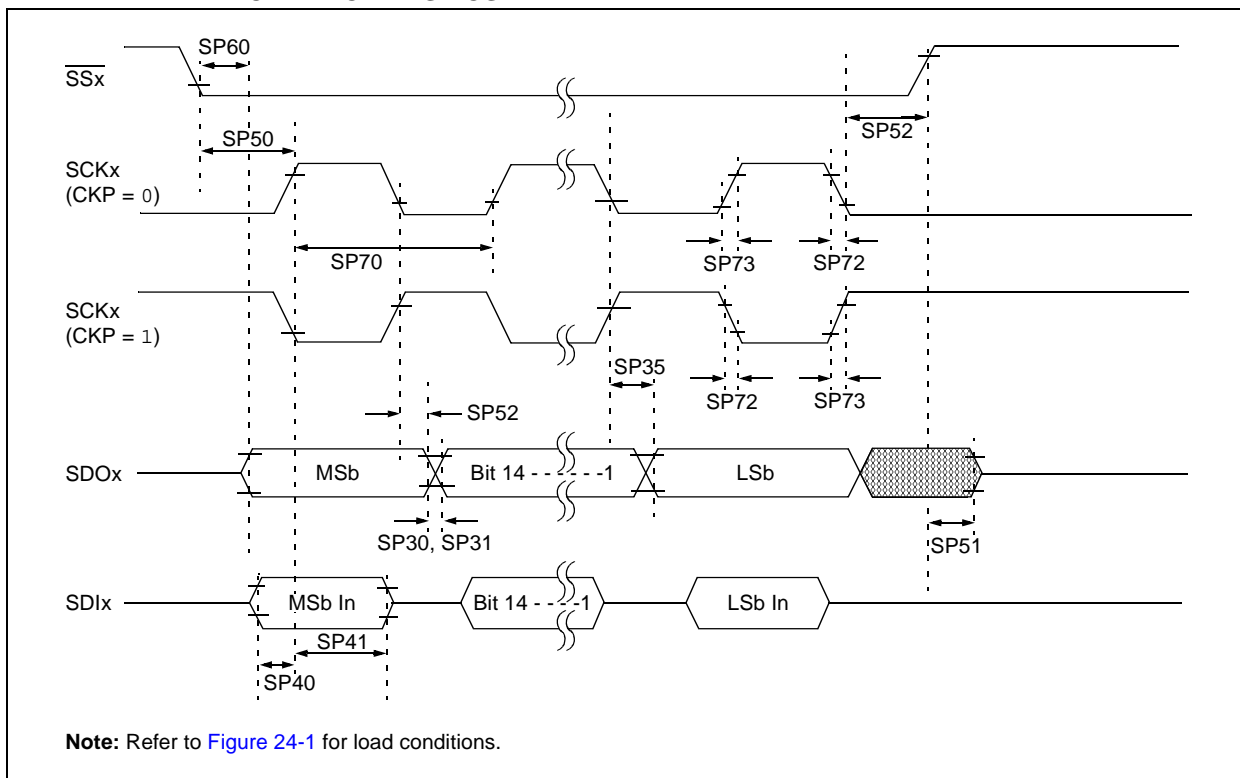 SP60
SSx
SP50
SP52
SCKx
(CKP = 0)
SP70
SP73
SP72
SCKx
(CKP = 1)
SP35
SP72
SP73
SP52
SDOx
MSb
Bit 14 - - - - - -1
LSb
SP30, SP31
SP51
SDIx
MSb In
Bit 14 - - - -1
LSb In
SP41
SP40
Note: Refer to Figure 24-1 for load conditions.